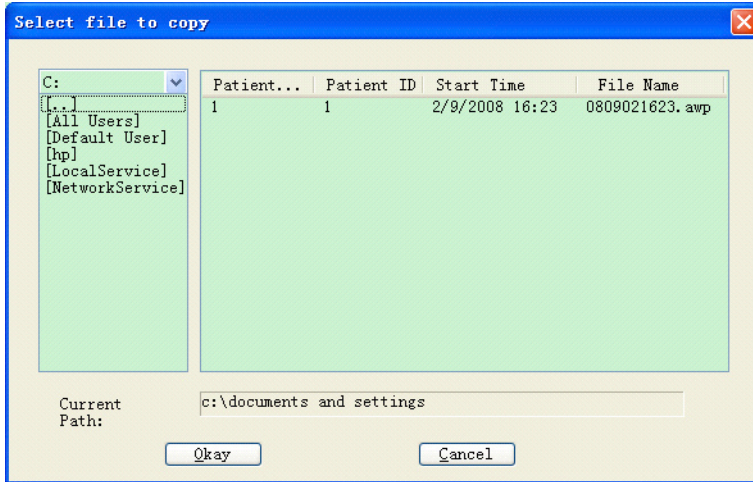 Select file to copy
C:
[..]
[All Users]
[Default User]
[hp]
[LocalService]
[NetworkService]
Patient... Patient ID Start Time File Name
1 1 2/9/2008 16:23 0809021623.awp
Current Path:
c:\documents and settings
Okay Cancel